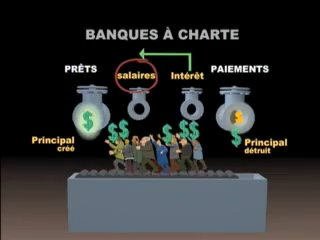 BANQUES À CHARTE
PRÊTS
salaires
Intérêt
PAIEMENTS
$
$ $
$ $
$
$
Principal
créé
Principal
détruit